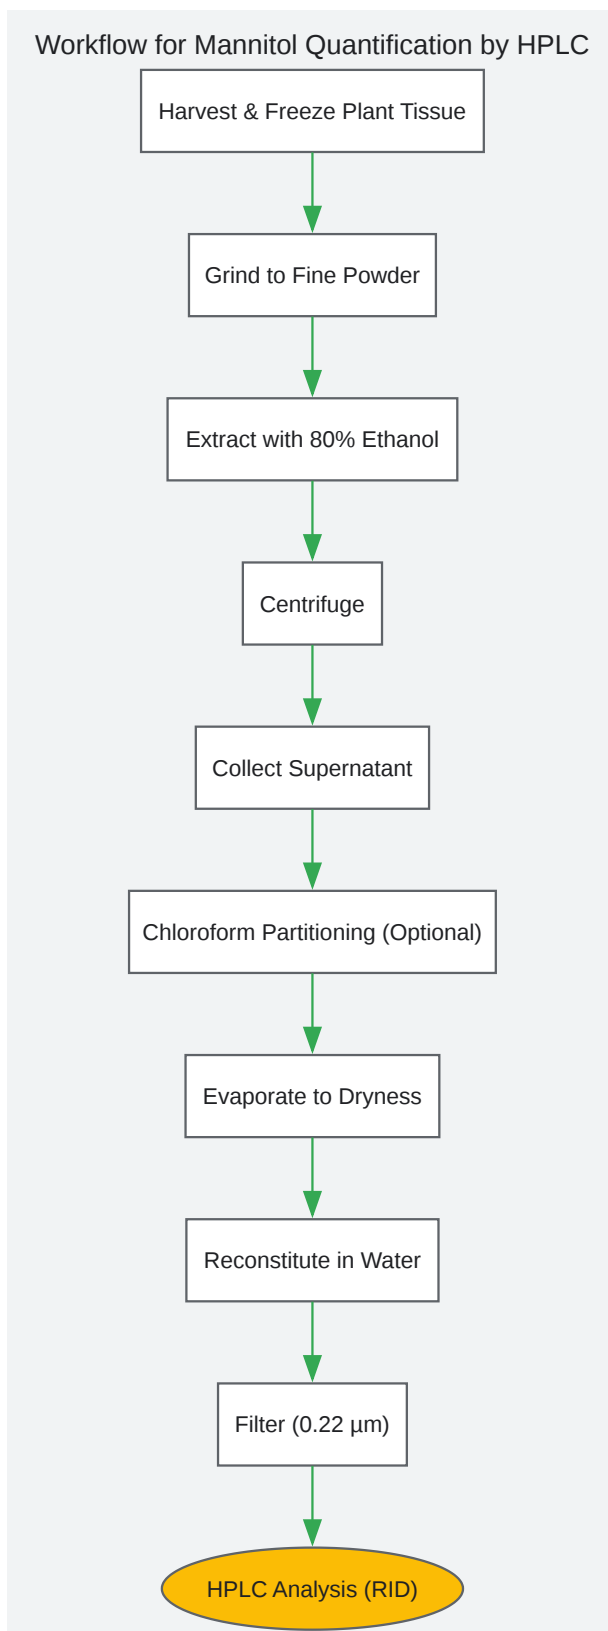 Workflow for Mannitol Quantification by HPLC
Harvest & Freeze Plant Tissue
Grind to Fine Powder
Extract with 80% Ethanol
Centrifuge
Collect Supernatant
Chloroform Partitioning (Optional)
Evaporate to Dryness
Reconstitute in Water
Filter (0.22 µm)
HPLC Analysis (RID)